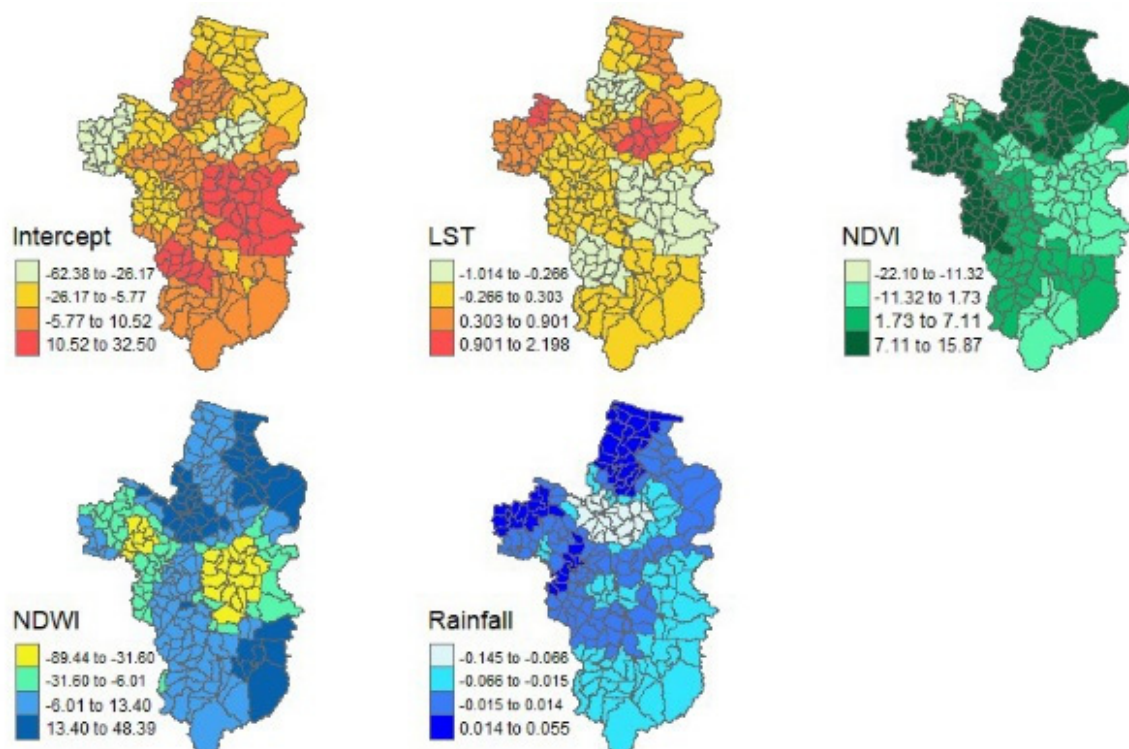 Intercept
-62.38 to -26.17
-26.17 to -5.77
-5.77 to 10.52
10.52 to 32.50
LST
-1.014 to -0.266
-0.266 to 0.303
0.303 to 0.901
0.901 to 2.198
NDVI
-22.10 to -11.32
-11.32 to 1.73
1.73 to 7.11
7.11 to 15.87
NDWI
-89.44 to -31.60
-31.60 to -6.01
-6.01 to 13.40
13.40 to 48.39
Rainfall
-0.145 to -0.066
-0.066 to -0.015
-0.015 to 0.014
0.014 to 0.055